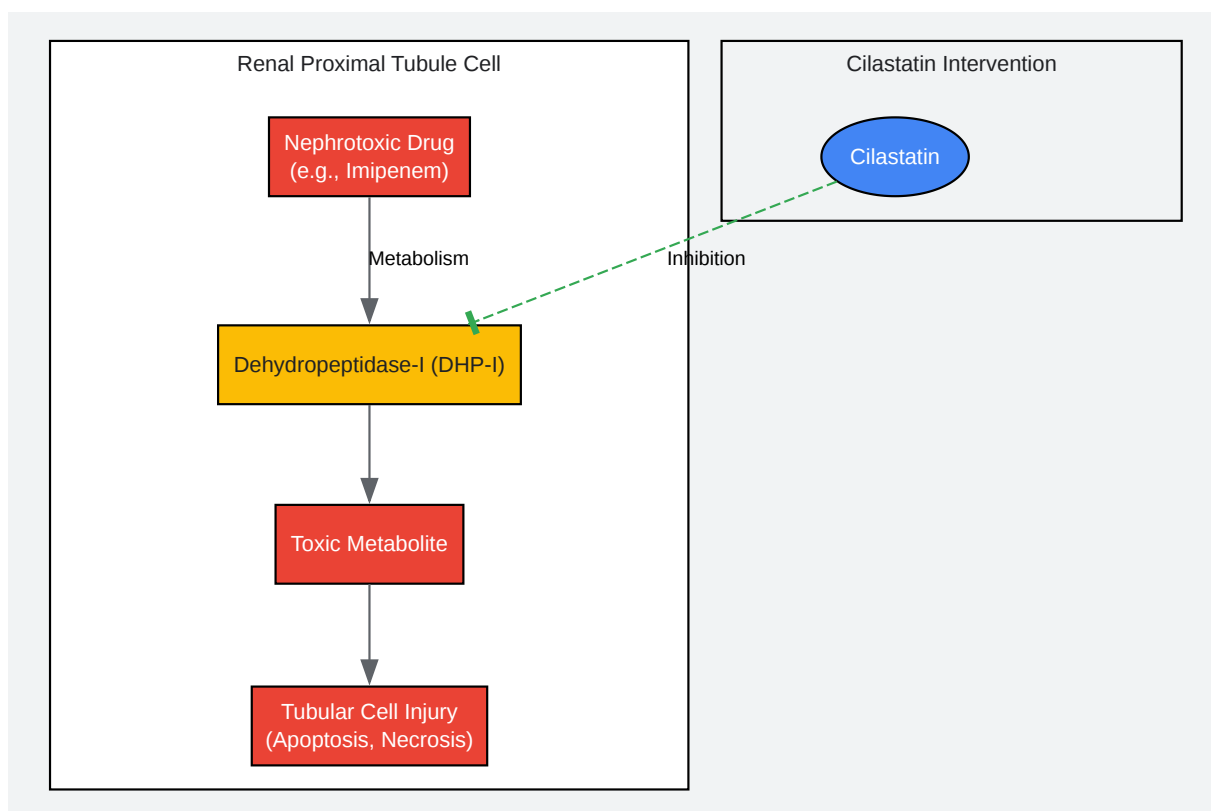 Renal Proximal Tubule Cell
Nephrotoxic Drug
(e.g., Imipenem)
Metabolism
Dehydropeptidase-I (DHP-I)
Toxic Metabolite
Tubular Cell Injury
(Apoptosis, Necrosis)
Cilastatin Intervention
Cilastatin
Inhibition